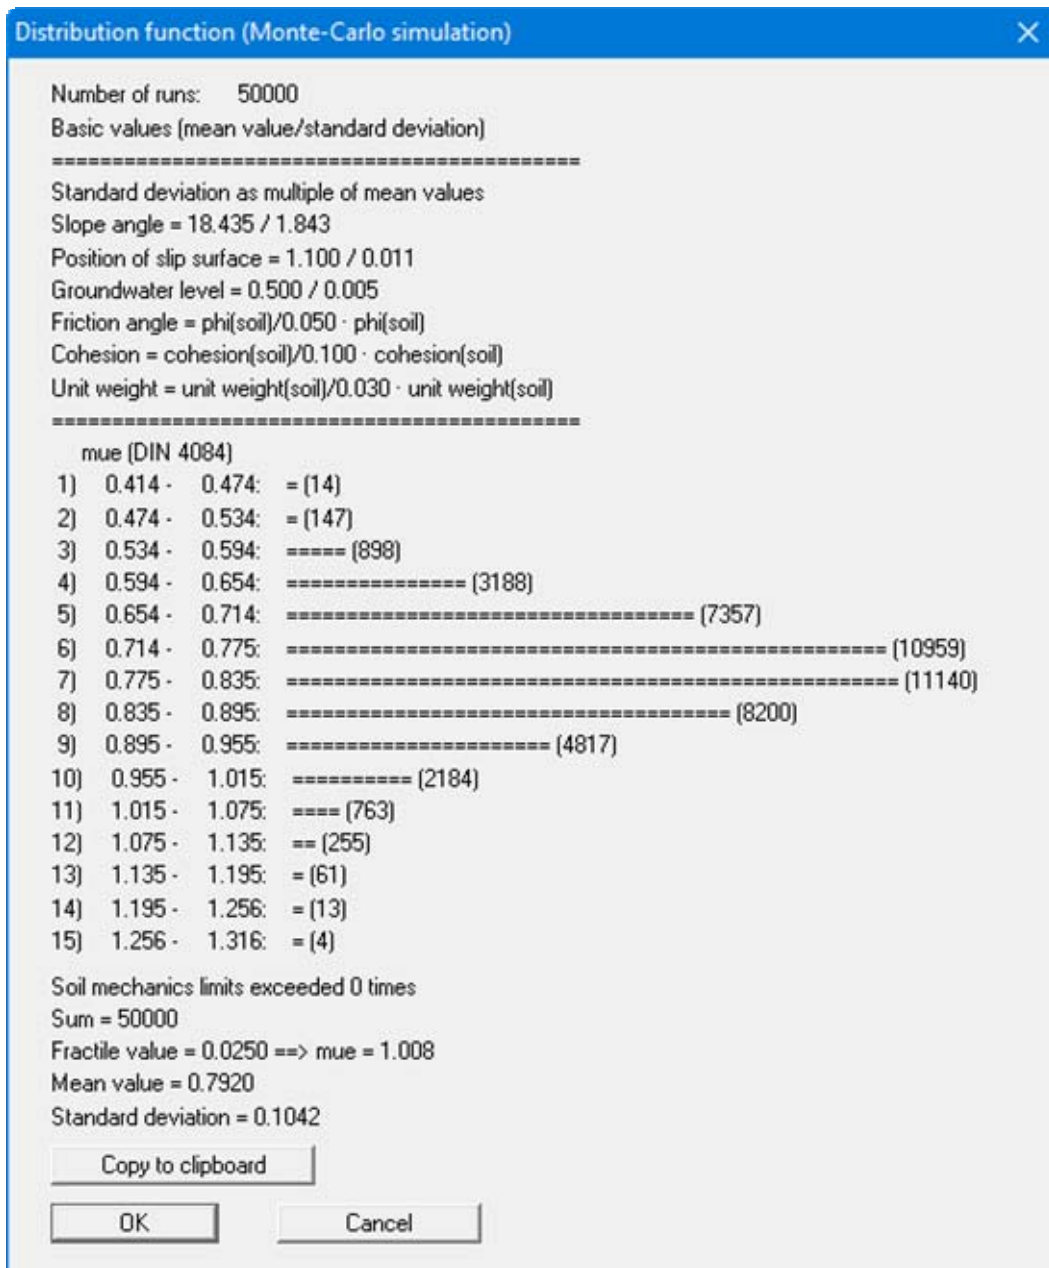 Distribution function (Monte-Carlo simulation)
Number of runs: 50000
Basic values (mean value/standard deviation)
============================================
Standard deviation as multiple of mean values
Slope angle = 18.435 / 1.843
Position of slip surface = 1.100 / 0.011
Groundwater level = 0.500 / 0.005
Friction angle = phi(soil)/0.050 · phi(soil)
Cohesion = cohesion(soil)/0.100 · cohesion(soil)
Unit weight = unit weight(soil)/0.030 · unit weight(soil)
============================================
mue (DIN 4084)
1) 0.414 - 0.474: = (14)
2) 0.474 - 0.534: = (147)
3) 0.534 - 0.594: ===== (898)
4) 0.594 - 0.654: =============== (3188)
5) 0.654 - 0.714: ================================== (7357)
6) 0.714 - 0.775: ================================================== (10959)
7) 0.775 - 0.835: =================================================== (11140)
8) 0.835 - 0.895: ===================================== (8200)
9) 0.895 - 0.955: ====================== (4817)
10) 0.955 - 1.015: ========== (2184)
11) 1.015 - 1.075: ==== (763)
12) 1.075 - 1.135: == (255)
13) 1.135 - 1.195: = (61)
14) 1.195 - 1.256: = (13)
15) 1.256 - 1.316: = (4)
Soil mechanics limits exceeded 0 times
Sum = 50000
Fractile value = 0.0250 ==> mue = 1.008
Mean value = 0.7920
Standard deviation = 0.1042
Copy to clipboard
OK Cancel